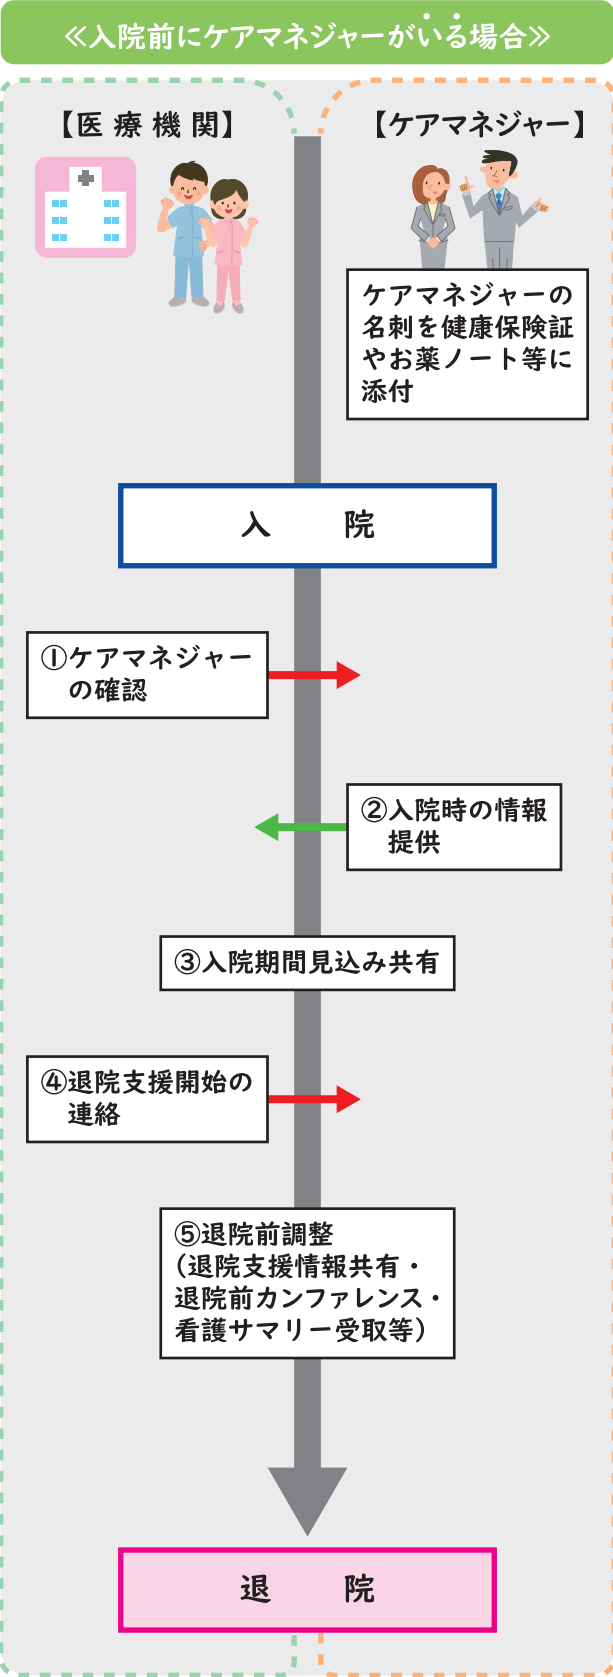 ≪入院前にケアマネジャーがいる場合≫
【医療機関】
【ケアマネジャー】
ケアマネジャーの
名刺を健康保険証
やお薬ノート等に
添付
入　院
①ケアマネジャー
の確認
②入院時の情報
提供
③入院期間見込み共有
④退院支援開始の
連絡
⑤退院前調整
（退院支援情報共有・
退院前カンファレンス・
看護サマリー受取等）
退　院